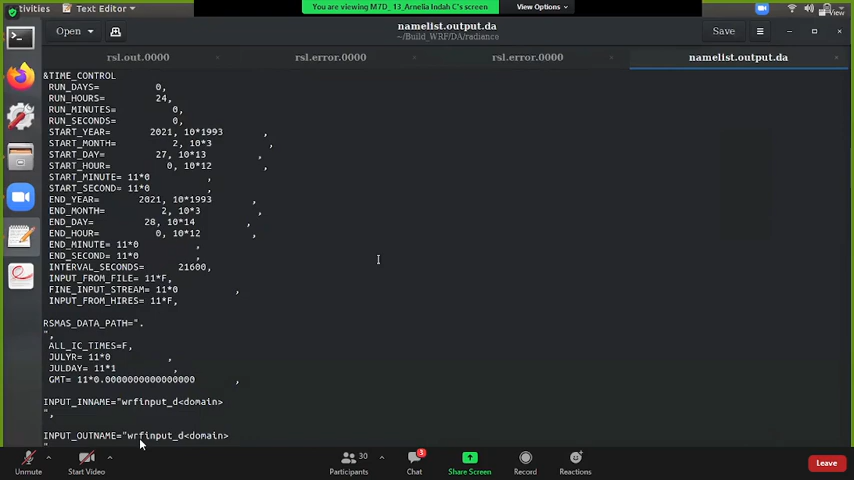 You are viewing M7D_ 13_Arnelia Indah C's screen
View Options
View
ivities
Text Editor
Open
namelist.output.da
~/Build_WRF/DA/radiance
Save
rsl.out.0000
rsl.error.0000
rsl.error.0000
namelist.output.da
&TIME_CONTROL
RUN_DAYS= 0,
RUN_HOURS= 24,
RUN_MINUTES= 0,
RUN_SECONDS= 0,
START_YEAR= 2021, 10*1993 ,
START_MONTH= 2, 10*3 ,
START_DAY= 27, 10*13 ,
START_HOUR= 0, 10*12 ,
START_MINUTE= 11*0 ,
START_SECOND= 11*0 ,
END_YEAR= 2021, 10*1993 ,
END_MONTH= 2, 10*3 ,
END_DAY= 28, 10*14 ,
END_HOUR= 0, 10*12 ,
END_MINUTE= 11*0 ,
END_SECOND= 11*0 ,
INTERVAL_SECONDS= 21600,
INPUT_FROM_FILE= 11*F,
FINE_INPUT_STREAM= 11*0 ,
INPUT_FROM_HIRES= 11*F,
RSMAS_DATA_PATH=".
",
ALL_IC_TIMES=F,
JULYR= 11*0 ,
JULDAY= 11*1 ,
GMT= 11*0.0000000000000000 ,
INPUT_INNAME="wrfinput_d<domain>
",
INPUT_OUTNAME="wrfinput_d<domain>
"
Unmute
Start Video
30
Participants
3
Chat
Share Screen
Record
Reactions
Leave